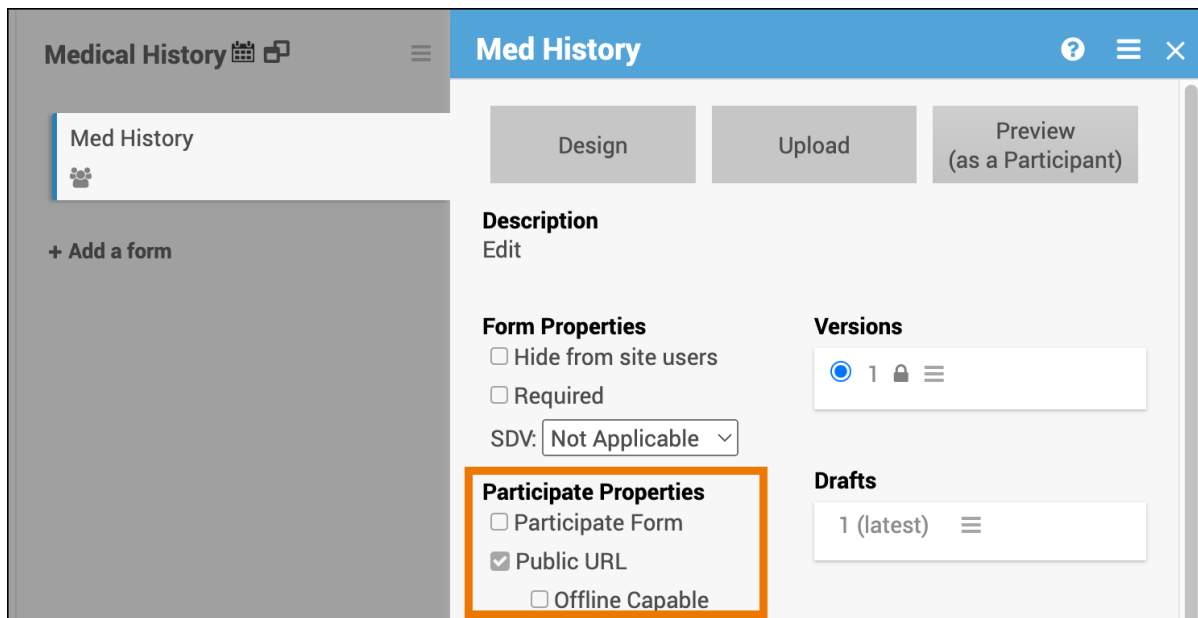 Medical History
Med History
+ Add a form
Med History
Design
Upload
Preview
(as a Participant)
Description
Edit
Form Properties
Hide from site users
Required
SDV: Not Applicable
Versions
1
Participate Properties
Participate Form
Public URL
Offline Capable
Drafts
1 (latest)